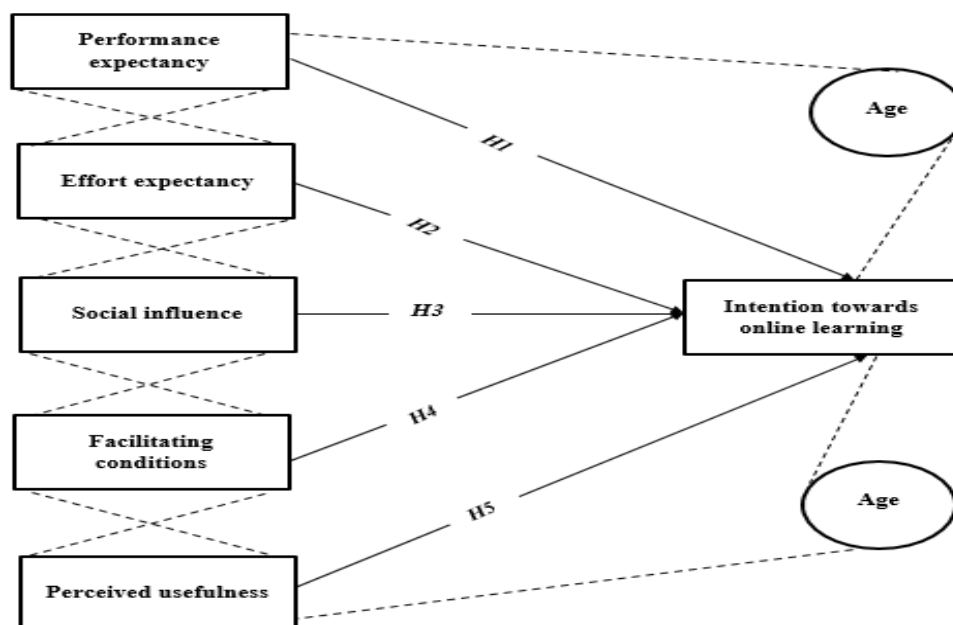 Performance
expectancy
Age
H1
Effort expectancy
H2
Social influence
H3
Intention towards
online learning
H4
Facilitating
conditions
H5
Age
Perceived usefulness